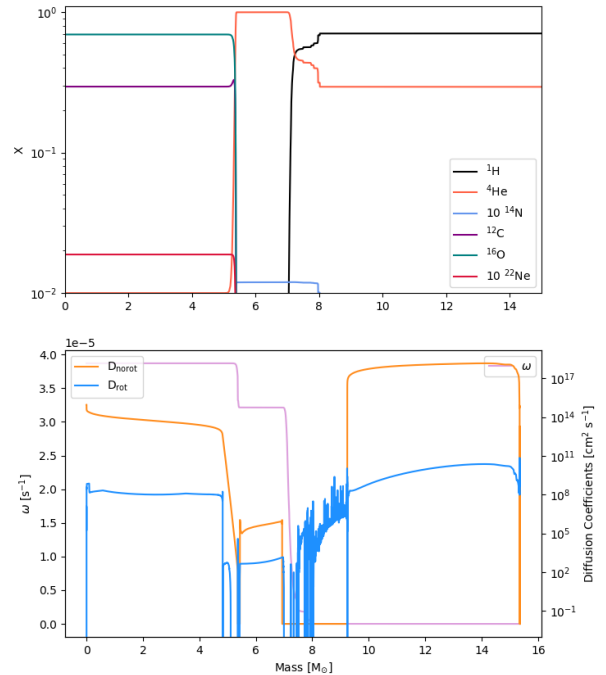 10⁰
10⁻¹
10⁻²
X
¹H
⁴He
10 ¹⁴N
¹²C
¹⁶O
10 ²²Ne
0 2 4 6 8 10 12 14
1e−5
4.0
3.5
3.0
2.5
2.0
1.5
1.0
0.5
0.0
ω [s⁻¹]
D_norot
D_rot
ω
10¹⁷
10¹⁴
10¹¹
10⁸
10⁵
10²
10⁻¹
Diffusion Coefficients [cm² s⁻¹]
0 2 4 6 8 10 12 14 16
Mass [M_⊙]